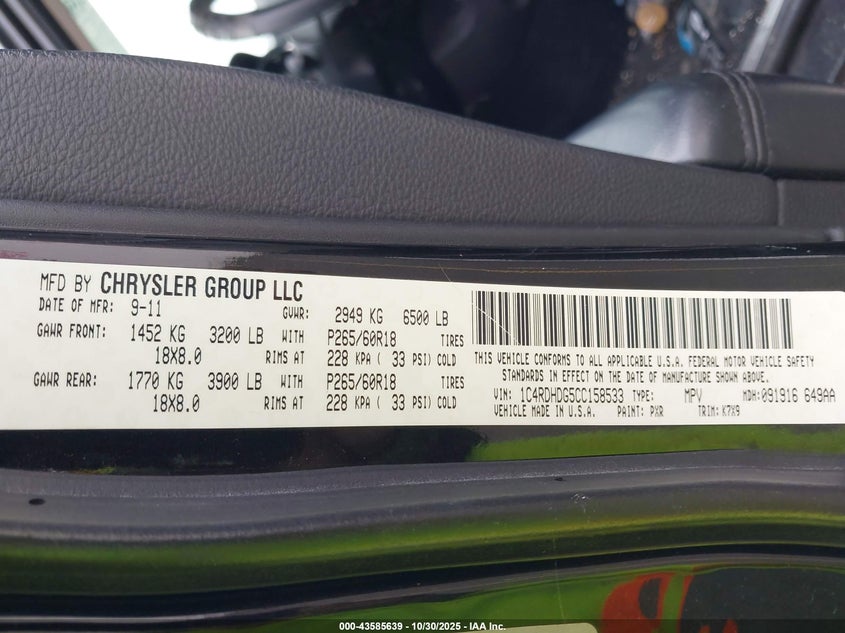 MFD BY CHRYSLER GROUP LLC
DATE OF MFR: 9-11 GVWR: 2949 KG 6500 LB
GAWR FRONT: 1452 KG 3200 LB WITH P265/60R18 TIRES
18X8.0 RIMS AT 228 KPA ( 33 PSI) COLD
GAWR REAR: 1770 KG 3900 LB WITH P265/60R18 TIRES
18X8.0 RIMS AT 228 KPA ( 33 PSI) COLD
THIS VEHICLE CONFORMS TO ALL APPLICABLE U.S.A. FEDERAL MOTOR VEHICLE SAFETY
STANDARDS IN EFFECT ON THE DATE OF MANUFACTURE SHOWN ABOVE.
VIN: 1C4RDHDG5CC158533 TYPE: MPV MDH: 091916 649AA
VEHICLE MADE IN U.S.A. PAINT: PXR TRIM: K7X9
000-43585639 - 10/30/2025 - IAA Inc.